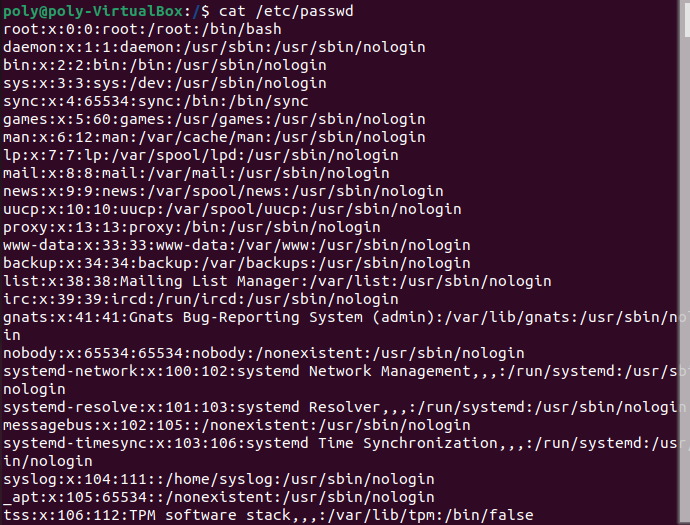 poly@poly-VirtualBox:/$ cat /etc/passwd
root:x:0:0:root:/root:/bin/bash
daemon:x:1:1:daemon:/usr/sbin:/usr/sbin/nologin
bin:x:2:2:bin:/bin:/usr/sbin/nologin
sys:x:3:3:sys:/dev:/usr/sbin/nologin
sync:x:4:65534:sync:/bin:/bin/sync
games:x:5:60:games:/usr/games:/usr/sbin/nologin
man:x:6:12:man:/var/cache/man:/usr/sbin/nologin
lp:x:7:7:lp:/var/spool/lpd:/usr/sbin/nologin
mail:x:8:8:mail:/var/mail:/usr/sbin/nologin
news:x:9:9:news:/var/spool/news:/usr/sbin/nologin
uucp:x:10:10:uucp:/var/spool/uucp:/usr/sbin/nologin
proxy:x:13:13:proxy:/bin:/usr/sbin/nologin
www-data:x:33:33:www-data:/var/www:/usr/sbin/nologin
backup:x:34:34:backup:/var/backups:/usr/sbin/nologin
list:x:38:38:Mailing List Manager:/var/list:/usr/sbin/nologin
irc:x:39:39:ircd:/run/ircd:/usr/sbin/nologin
gnats:x:41:41:Gnats Bug-Reporting System (admin):/var/lib/gnats:/usr/sbin/no
in
nobody:x:65534:65534:nobody:/nonexistent:/usr/sbin/nologin
systemd-network:x:100:102:systemd Network Management,,,:/run/systemd:/usr/sb
nologin
systemd-resolve:x:101:103:systemd Resolver,,,:/run/systemd:/usr/sbin/nologin
messagebus:x:102:105::/nonexistent:/usr/sbin/nologin
systemd-timesync:x:103:106:systemd Time Synchronization,,,:/run/systemd:/usr
in/nologin
syslog:x:104:111::/home/syslog:/usr/sbin/nologin
_apt:x:105:65534::/nonexistent:/usr/sbin/nologin
tss:x:106:112:TPM software stack,,,:/var/lib/tpm:/bin/false